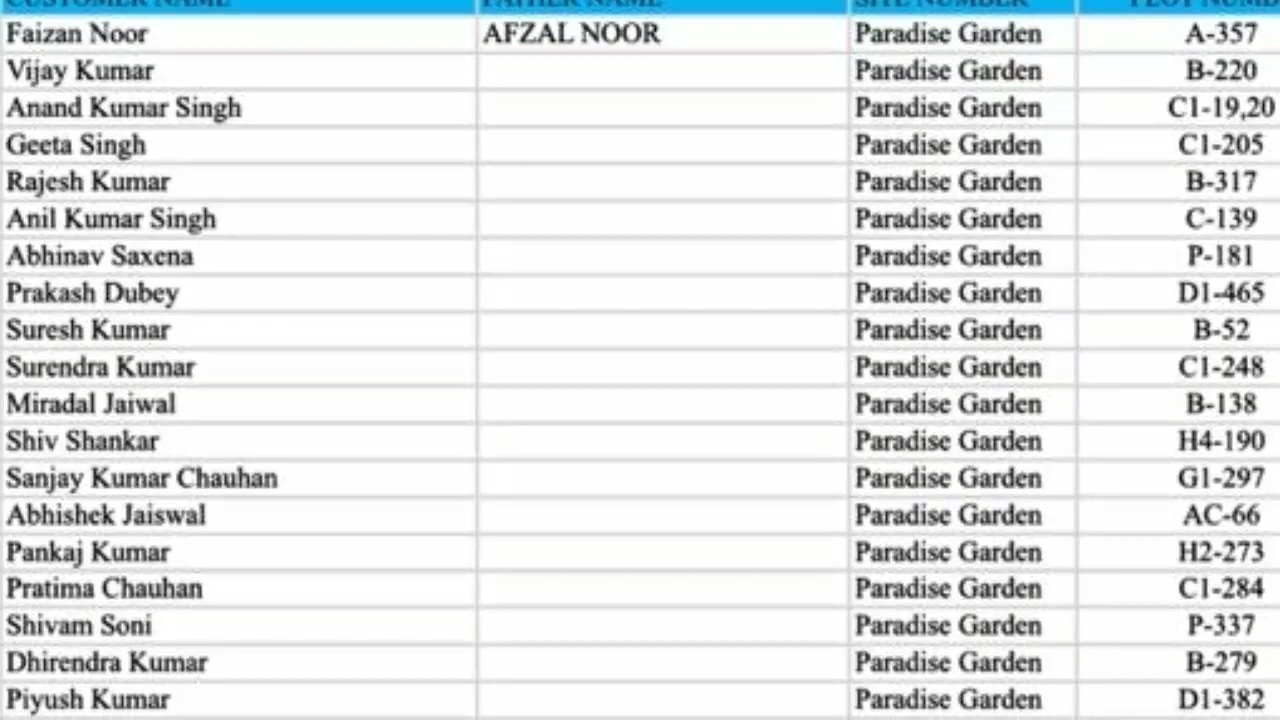 CUSTOMER NAME FATHER NAME SITE NUMBER PLOT
Faizan Noor AFZAL NOOR Paradise Garden A-357
Vijay Kumar Paradise Garden B-220
Anand Kumar Singh Paradise Garden C1-19,20
Geeta Singh Paradise Garden C1-205
Rajesh Kumar Paradise Garden B-317
Anil Kumar Singh Paradise Garden C-139
Abhinav Saxena Paradise Garden P-181
Prakash Dubey Paradise Garden D1-465
Suresh Kumar Paradise Garden B-52
Surendra Kumar Paradise Garden C1-248
Miradal Jaiwal Paradise Garden B-138
Shiv Shankar Paradise Garden H4-190
Sanjay Kumar Chauhan Paradise Garden G1-297
Abhishek Jaiswal Paradise Garden AC-66
Pankaj Kumar Paradise Garden H2-273
Pratima Chauhan Paradise Garden C1-284
Shivam Soni Paradise Garden P-337
Dhirendra Kumar Paradise Garden B-279
Piyush Kumar Paradise Garden D1-382